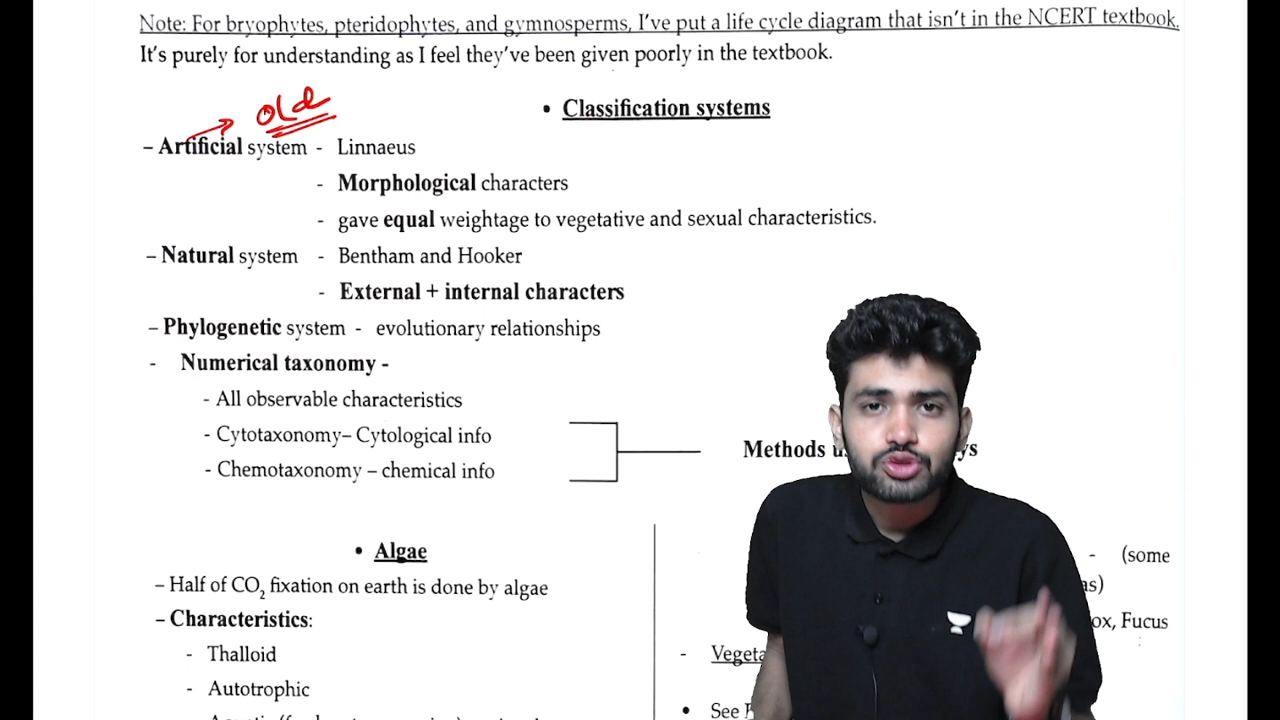 Note: For bryophytes, pteridophytes, and gymnosperms, I've put a life cycle diagram that isn't in the NCERT textbook.
It's purely for understanding as I feel they've been given poorly in the textbook.
Old
• Classification systems
– Artificial system - Linnaeus
- Morphological characters
- gave equal weightage to vegetative and sexual characteristics.
– Natural system - Bentham and Hooker
- External + internal characters
– Phylogenetic system - evolutionary relationships
- Numerical taxonomy -
- All observable characteristics
- Cytotaxonomy– Cytological info
Methods
- Chemotaxonomy – chemical info
• Algae
– Half of CO₂ fixation on earth is done by algae
– Characteristics:
- Thalloid
- Autotrophic
- (some
Fucus
-
• See